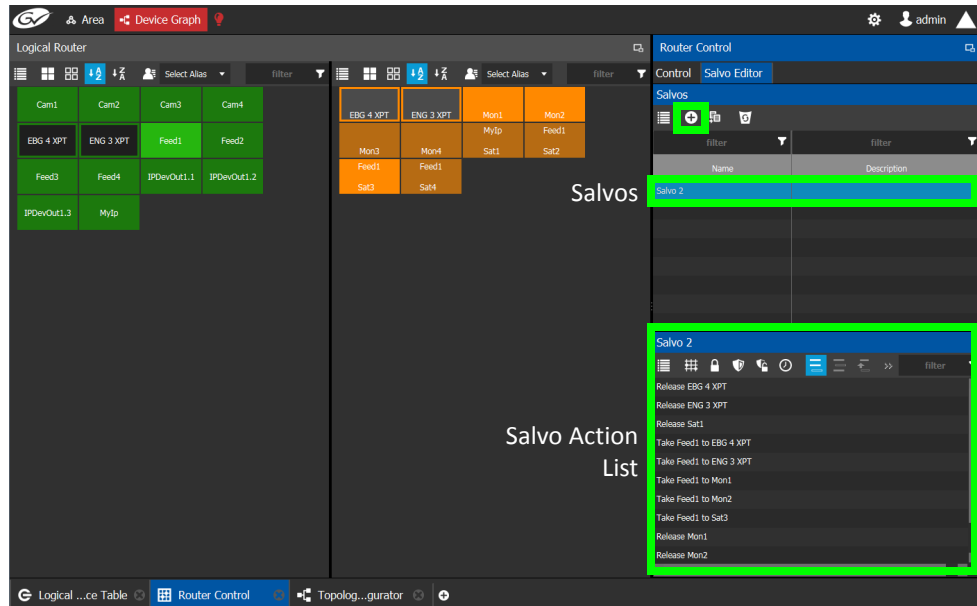 GV Area Device Graph admin
Logical Router
Router Control
Select Alias filter
Select Alias filter
Control Salvo Editor
Cam1 Cam2 Cam3 Cam4
EBG 4 XPT ENG 3 XPT Feed1 Feed2
Feed3 Feed4 IPDevOut1.1 IPDevOut1.2
IPDevOut1.3 MyIp
EBG 4 XPT ENG 3 XPT Mon1 Mon2
MyIp Feed1
Mon3 Mon4 Sat1 Sat2
Feed1 Feed1
Sat3 Sat4
Salvos
filter filter
Name Description
Salvos
Salvo 2
Salvo 2
filter
Salvo Action
List
Release EBG 4 XPT
Release ENG 3 XPT
Release Sat1
Take Feed1 to EBG 4 XPT
Take Feed1 to ENG 3 XPT
Take Feed1 to Mon1
Take Feed1 to Mon2
Take Feed1 to Sat3
Release Mon1
Release Mon2
Logical ...ce Table Router Control Topolog...gurator